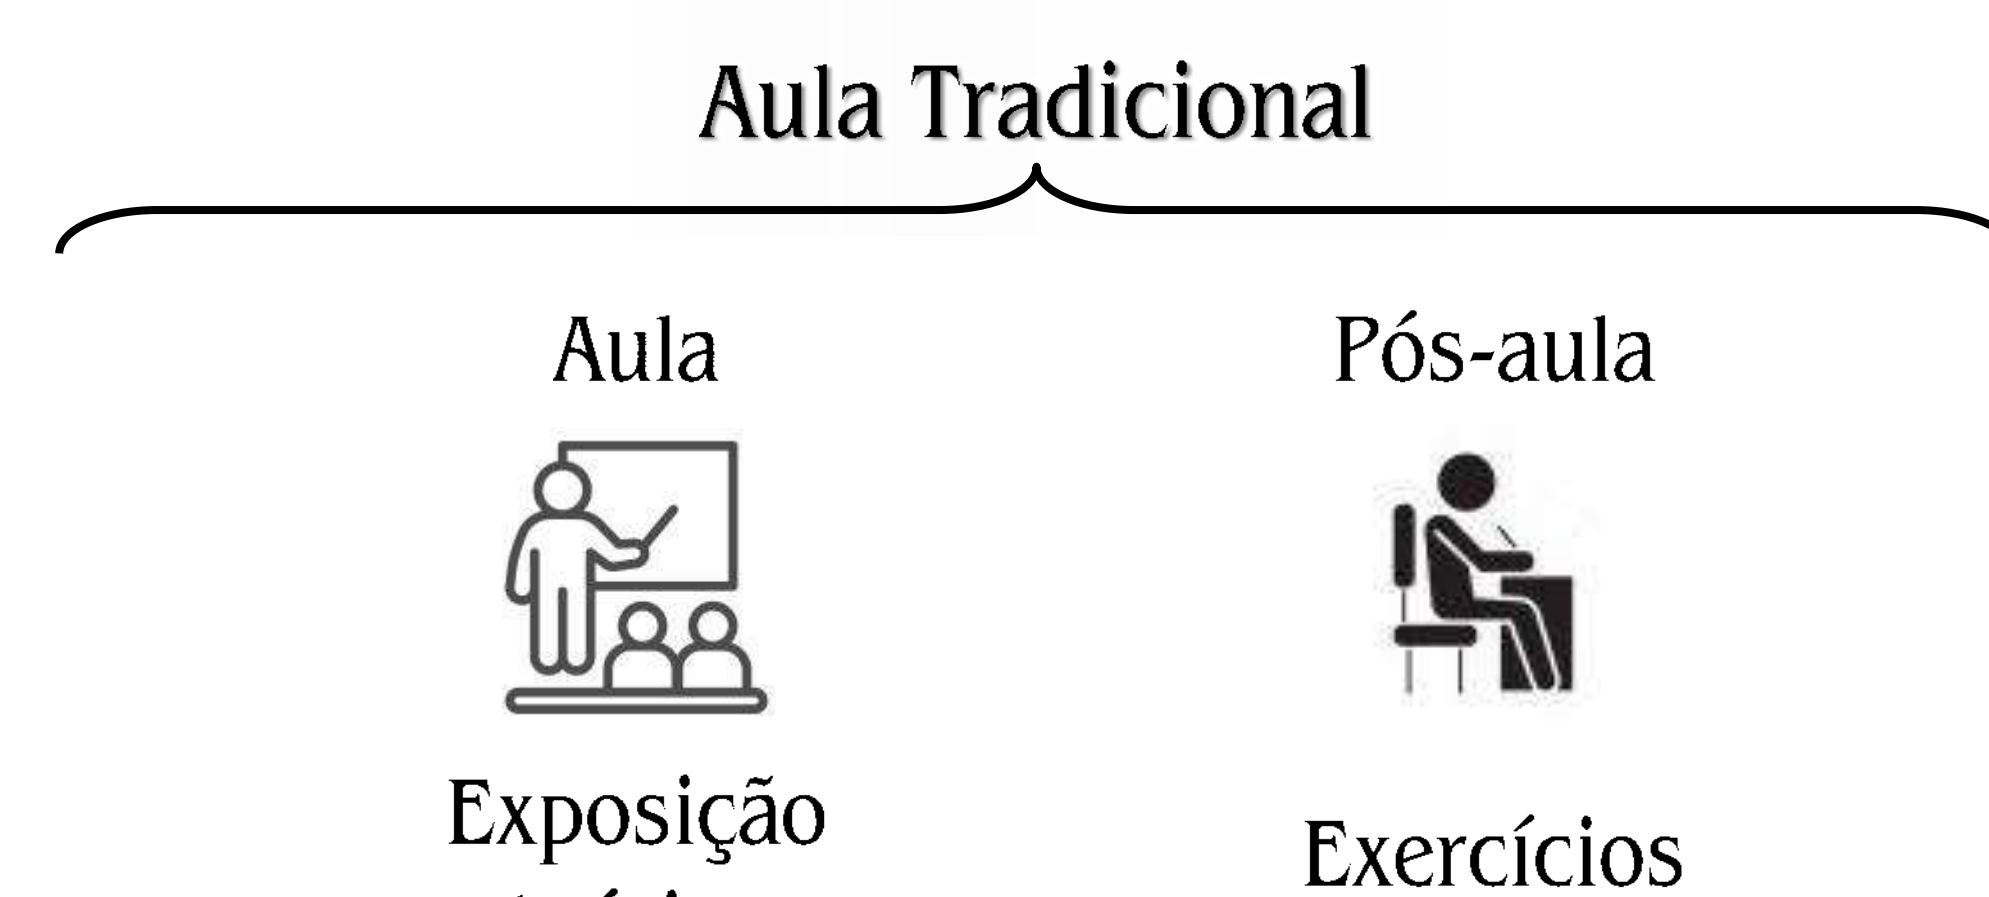 Aula Tradicional
Aula
Pós-aula
Exposição
Exercícios